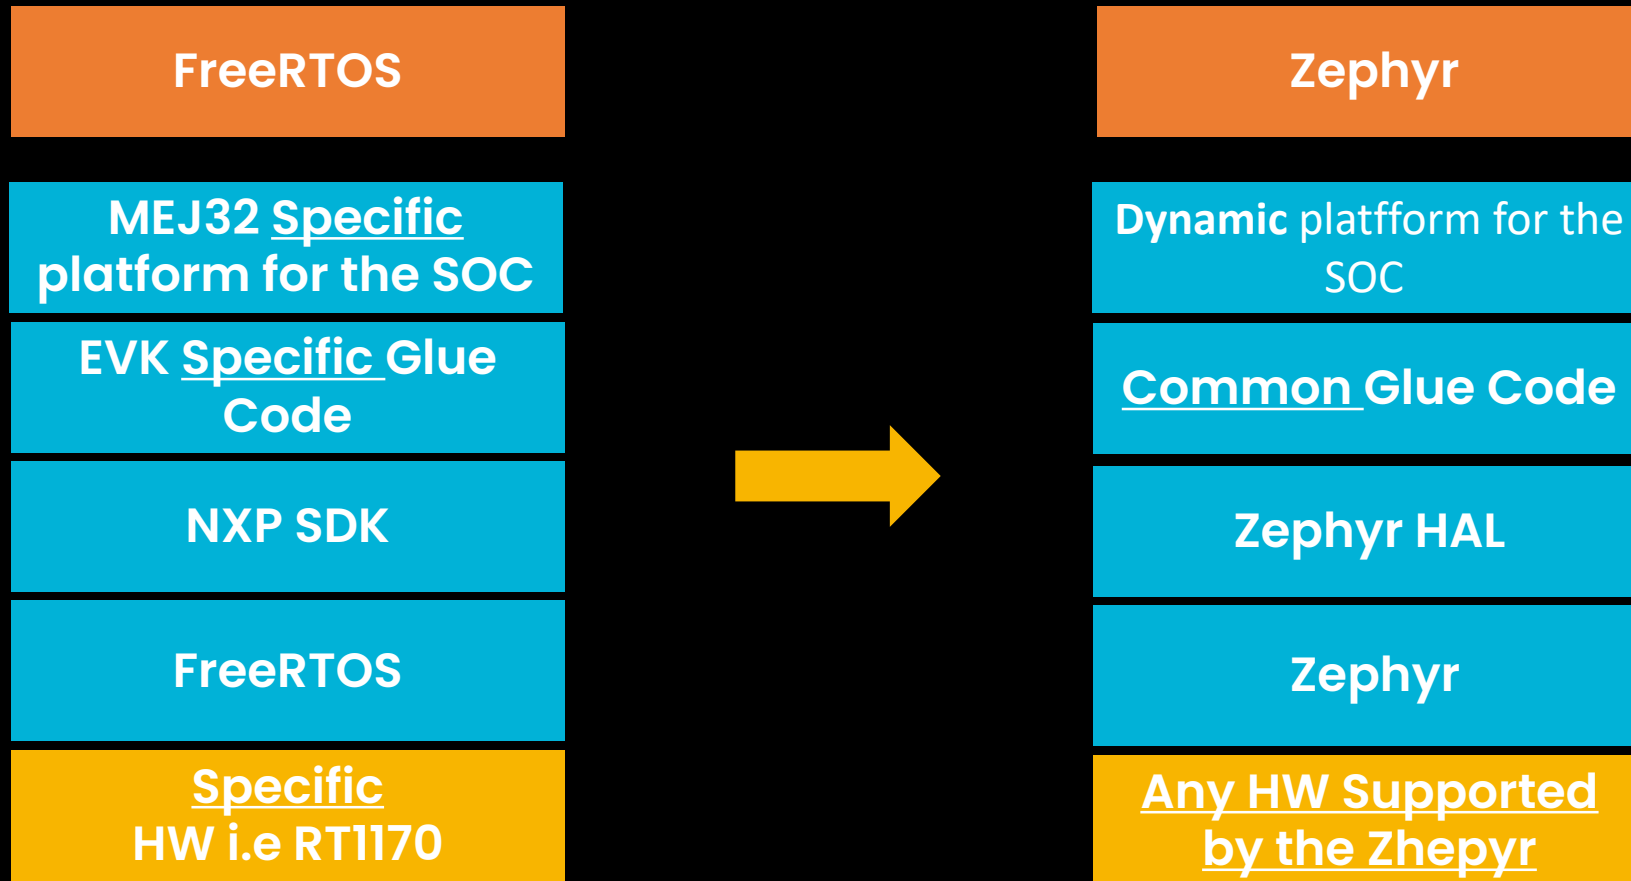 FreeRTOS
MEJ32 Specific
platform for the SOC
EVK Specific Glue
Code
NXP SDK
FreeRTOS
Specific
HW i.e RT1170
Zephyr
Dynamic platfform for the
SOC
Common Glue Code
Zephyr HAL
Zephyr
Any HW Supported
by the Zhepyr